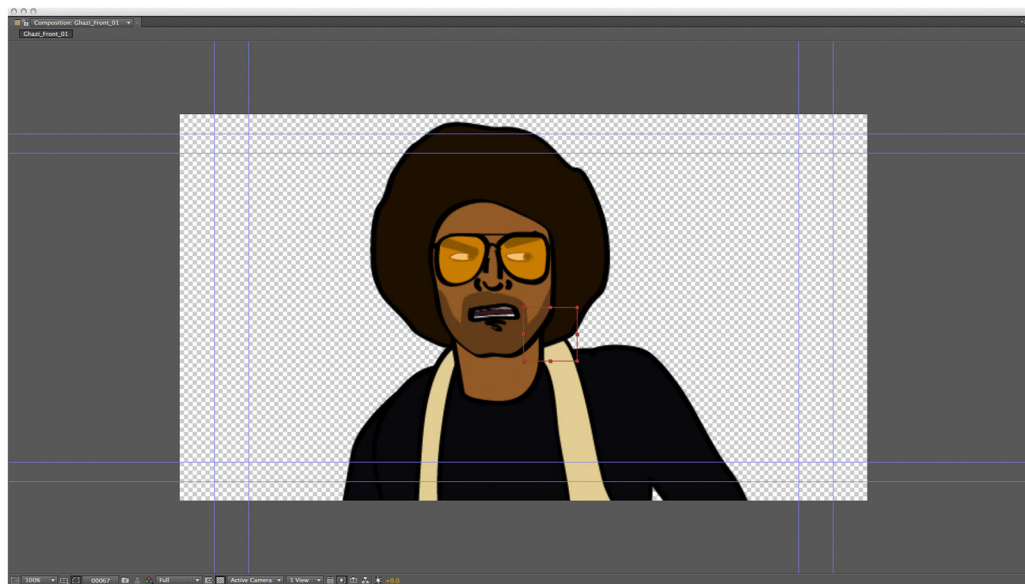 Composition: Ghazi_Front_01
Ghazi_Front_01
100%
00067
Full
Active Camera
1 View
+0.0